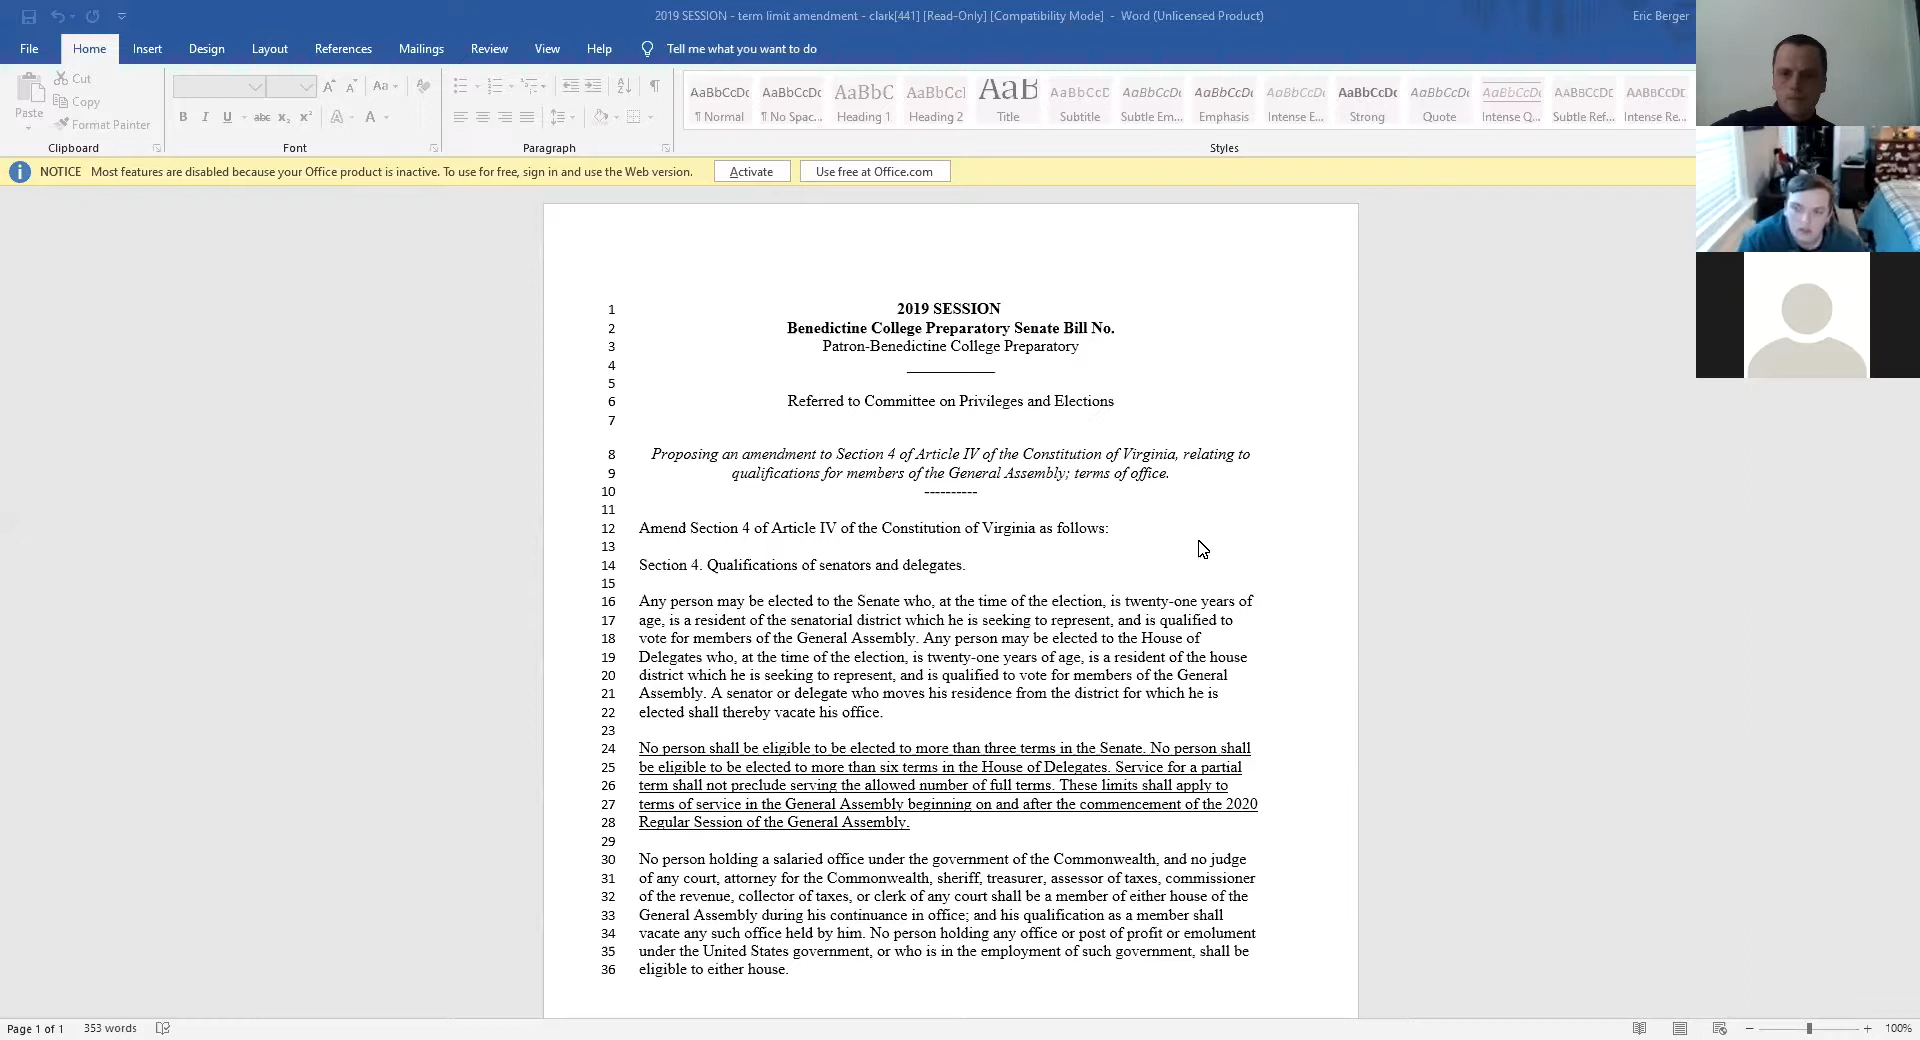 2019 SESSION - term limit amendment - clark[441] [Read-Only] [Compatibility Mode] - Word (Unlicensed Product)
Eric Berger
File Home Insert Design Layout References Mailings Review View Help Tell me what you want to do
Paste
Cut
Copy
Format Painter
Clipboard
Font
Paragraph
AaBbCcDc AaBbCcDc AaBbC AaBbCcl AaB AaBbCcD AaBbCcDt AaBbCcDt AaBbCcDt AaBbCcDc AaBbCcDt AaBbCcDt AABBCCDE AABBCCDE
¶ Normal ¶ No Spac... Heading 1 Heading 2 Title Subtitle Subtle Em... Emphasis Intense E... Strong Quote Intense Q... Subtle Ref... Intense Re...
Styles
NOTICE Most features are disabled because your Office product is inactive. To use for free, sign in and use the Web version. Activate Use free at Office.com
1 2019 SESSION
2 Benedictine College Preparatory Senate Bill No.
3 Patron-Benedictine College Preparatory
4 ____________
5
6 Referred to Committee on Privileges and Elections
7
8 Proposing an amendment to Section 4 of Article IV of the Constitution of Virginia, relating to
9 qualifications for members of the General Assembly; terms of office.
10 ----------
11
12 Amend Section 4 of Article IV of the Constitution of Virginia as follows:
13
14 Section 4. Qualifications of senators and delegates.
15
16 Any person may be elected to the Senate who, at the time of the election, is twenty-one years of
17 age, is a resident of the senatorial district which he is seeking to represent, and is qualified to
18 vote for members of the General Assembly. Any person may be elected to the House of
19 Delegates who, at the time of the election, is twenty-one years of age, is a resident of the house
20 district which he is seeking to represent, and is qualified to vote for members of the General
21 Assembly. A senator or delegate who moves his residence from the district for which he is
22 elected shall thereby vacate his office.
23
24 No person shall be eligible to be elected to more than three terms in the Senate. No person shall
25 be eligible to be elected to more than six terms in the House of Delegates. Service for a partial
26 term shall not preclude serving the allowed number of full terms. These limits shall apply to
27 terms of service in the General Assembly beginning on and after the commencement of the 2020
28 Regular Session of the General Assembly.
29
30 No person holding a salaried office under the government of the Commonwealth, and no judge
31 of any court, attorney for the Commonwealth, sheriff, treasurer, assessor of taxes, commissioner
32 of the revenue, collector of taxes, or clerk of any court shall be a member of either house of the
33 General Assembly during his continuance in office; and his qualification as a member shall
34 vacate any such office held by him. No person holding any office or post of profit or emolument
35 under the United States government, or who is in the employment of such government, shall be
36 eligible to either house.
Page 1 of 1 353 words 100%